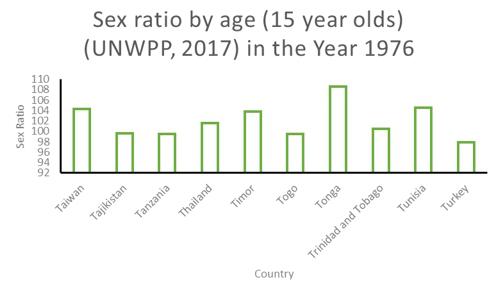 Sex ratio by age (15 year olds)
(UNWPP, 2017) in the Year 1976
Sex Ratio
110
108
106
104
102
100
98
96
94
92
Taiwan
Tajikistan
Tanzania
Thailand
Timor
Togo
Tonga
Trinidad and Tobago
Tunisia
Turkey
Country